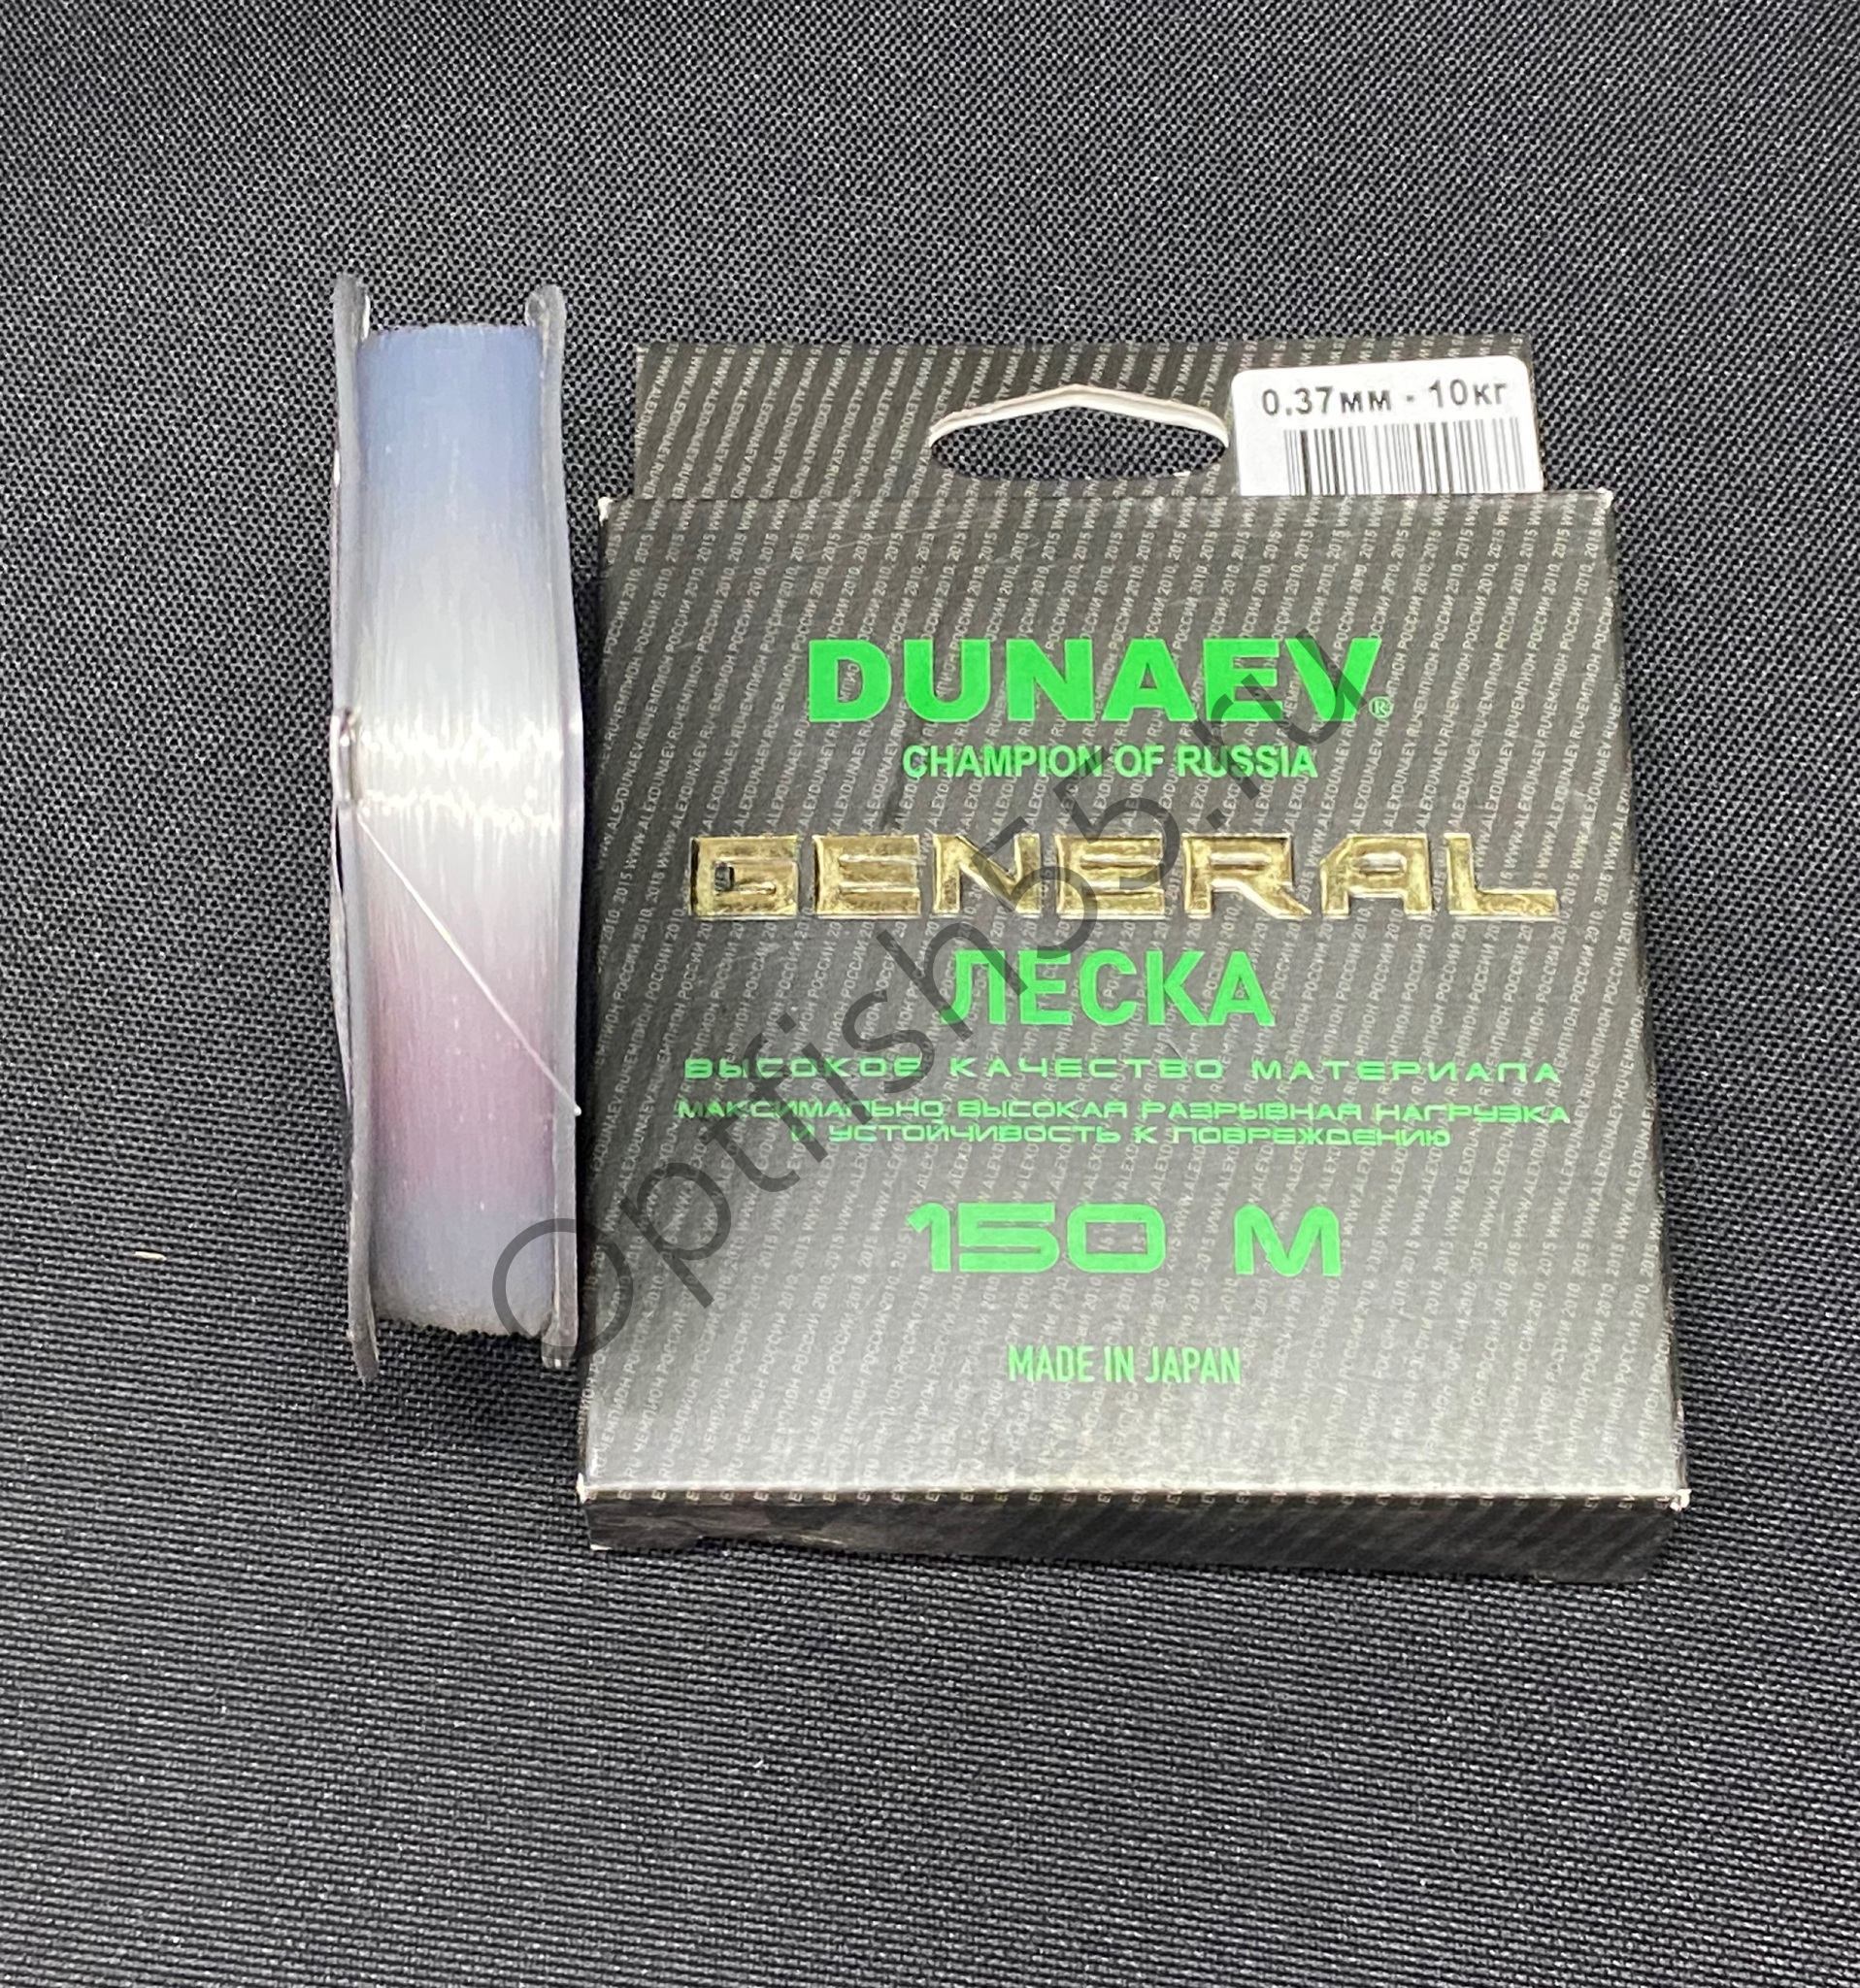 0.37мм - 10кг
DUNAEV®
CHAMPION OF RUSSIA
GENERAL
ЛЕСКА
ВЫСОКОЕ КАЧЕСТВО МАТЕРИАЛА
МАКСИМАЛЬНО ВЫСОКАЯ РАЗРЫВНАЯ НАГРУЗКА
И УСТОЙЧИВОСТЬ К ПОВРЕЖДЕНИЮ
150 М
MADE IN JAPAN
Optfish55.ru